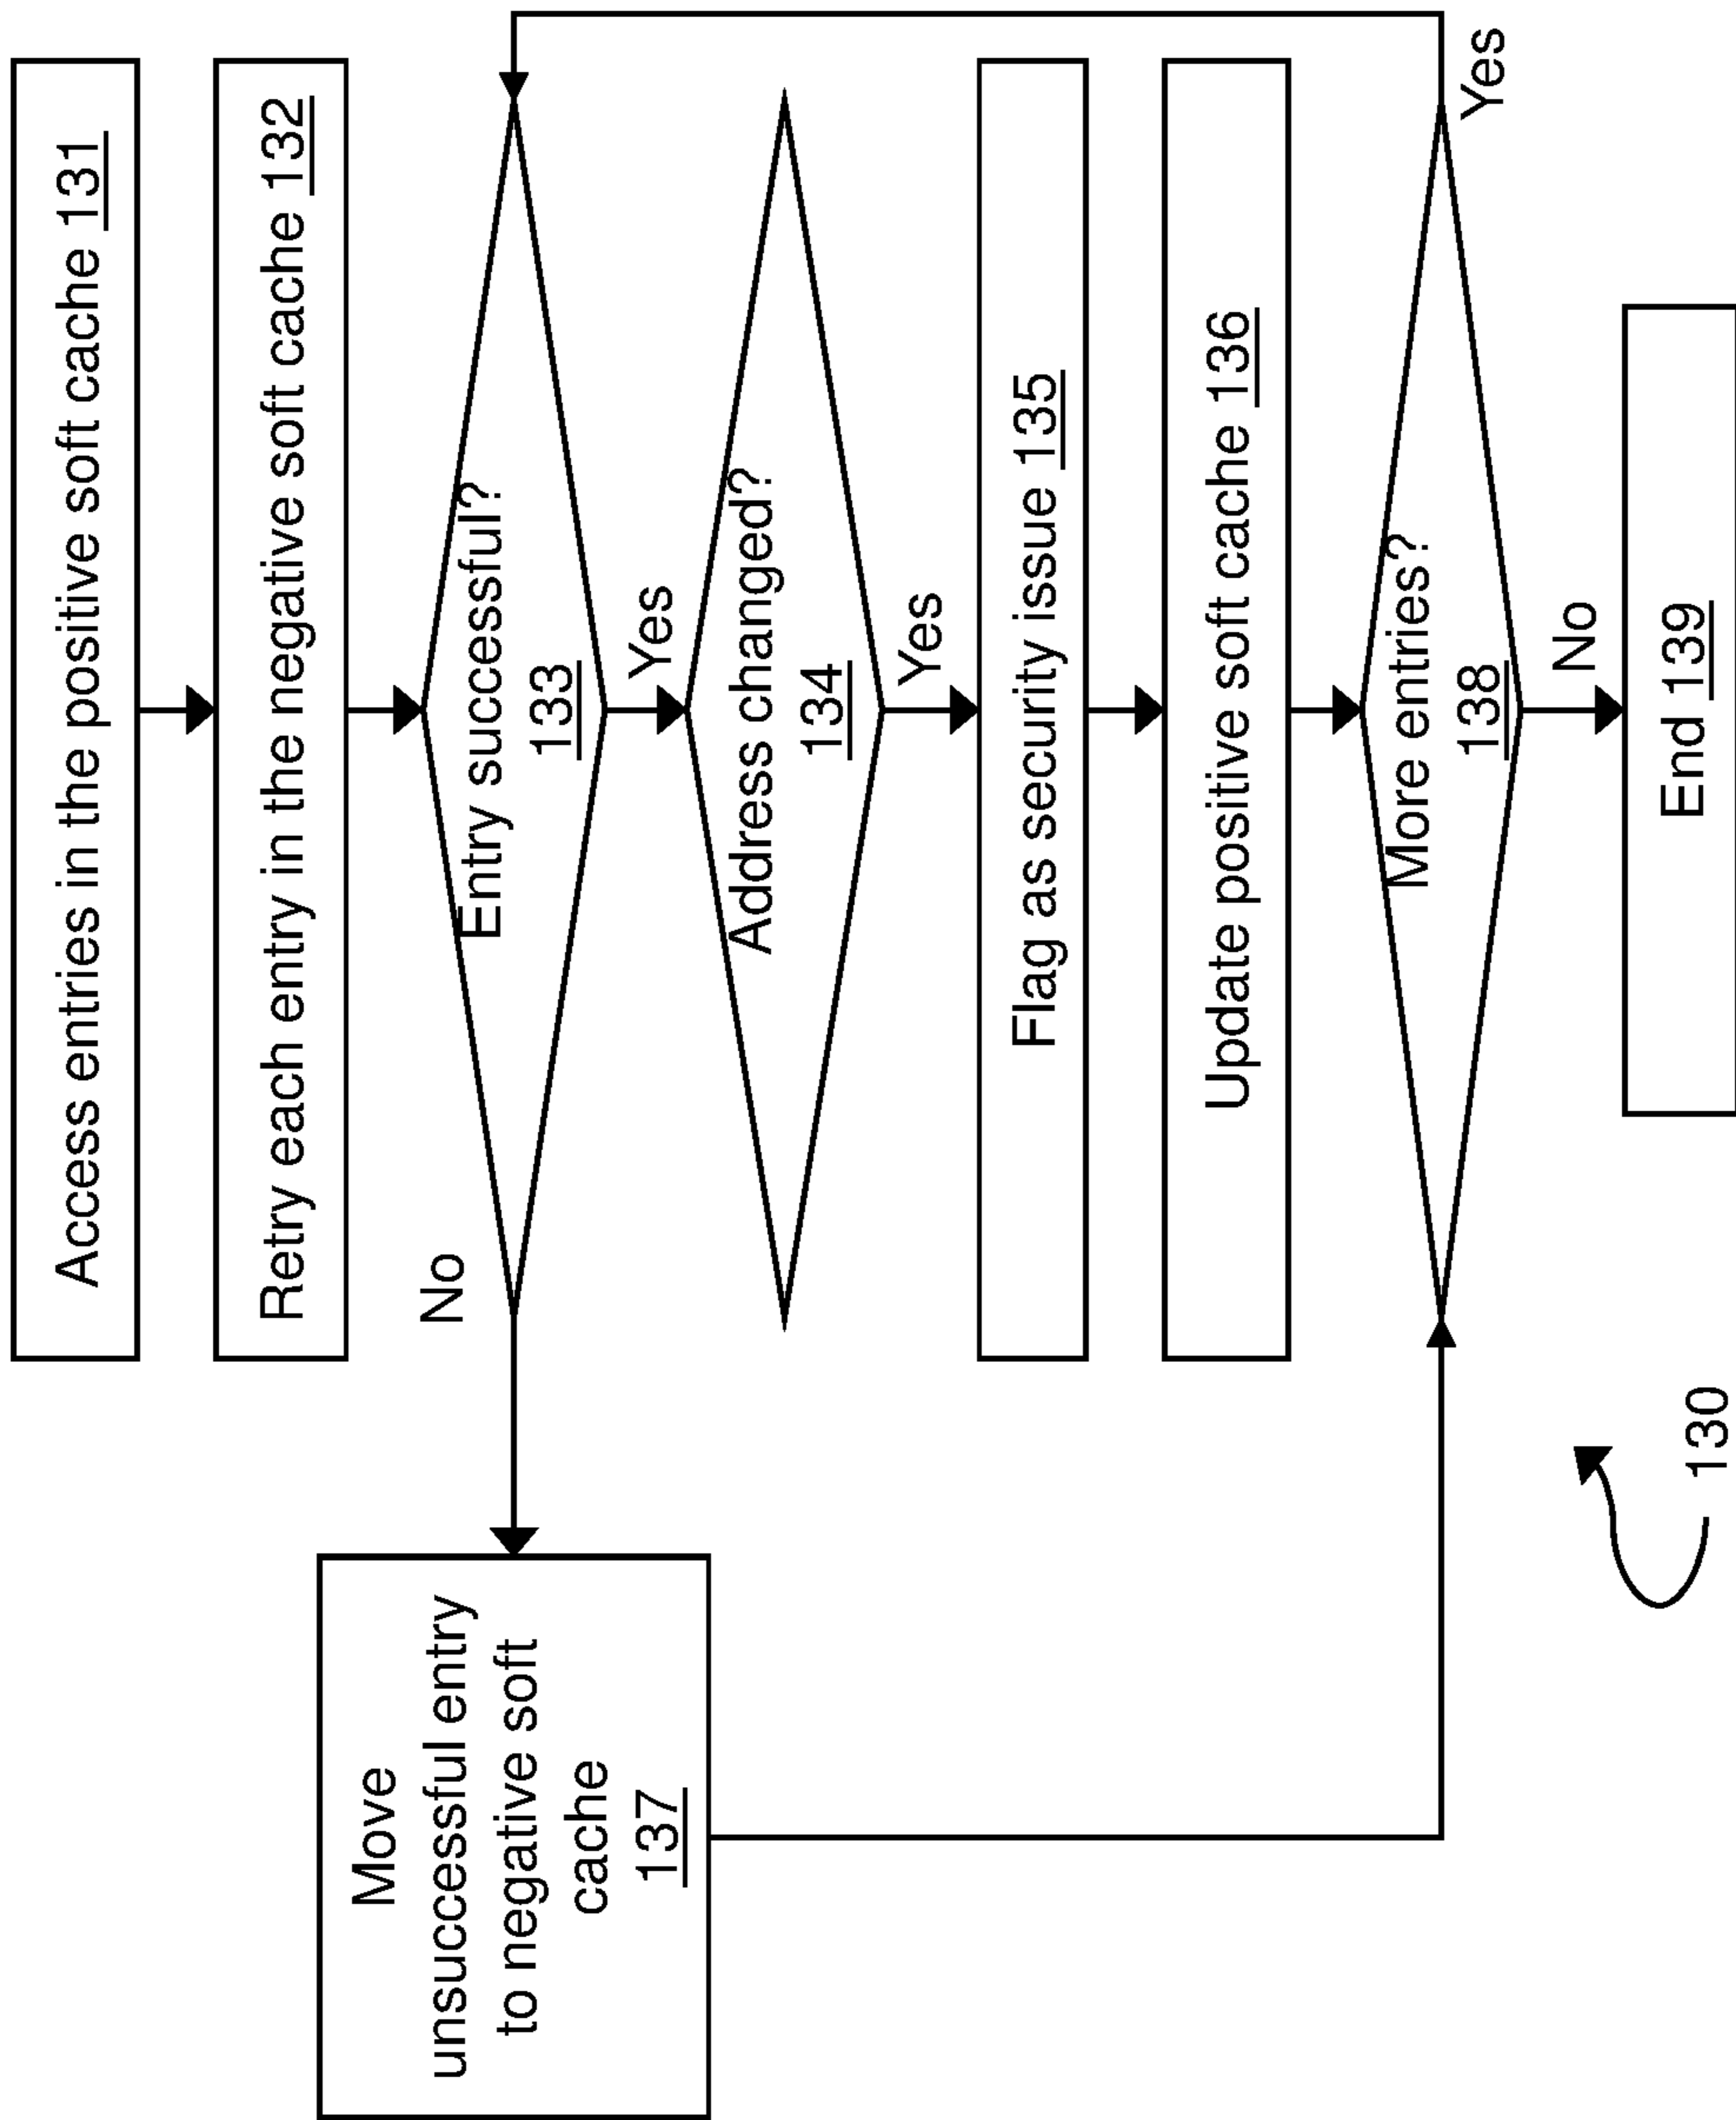 Access entries in the positive soft cache 131
Retry each entry in the negative soft cache 132
No
Entry successful?
133
Yes
Move
unsuccessful entry
to negative soft
cache
137
Address changed?
134
Yes
Flag as security issue 135
Update positive soft cache 136
More entries?
138
Yes
No
End 139
130